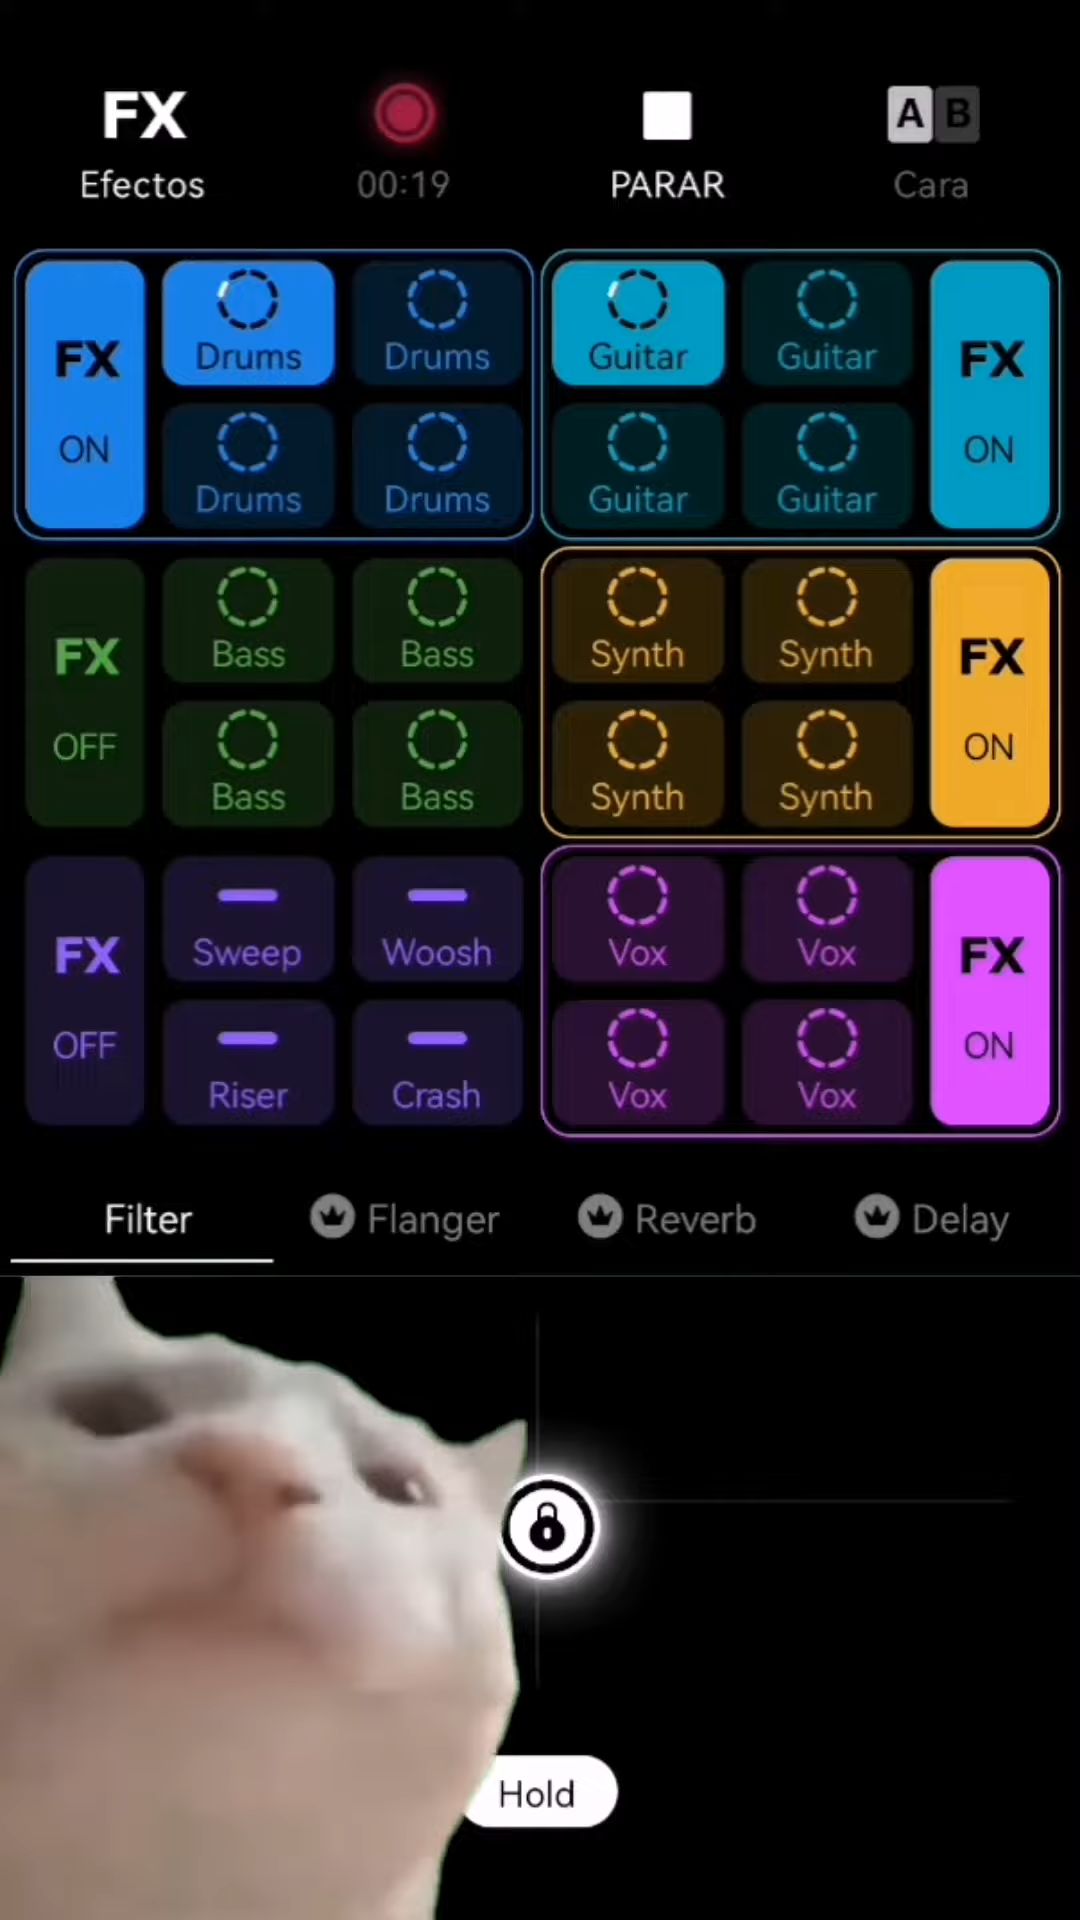 FX
Efectos
00:19
PARAR
A B
Cara
FX
ON
Drums
Drums
Drums
Drums
Guitar
Guitar
Guitar
Guitar
FX
ON
FX
OFF
Bass
Bass
Bass
Bass
Synth
Synth
Synth
Synth
FX
ON
FX
OFF
Sweep
Woosh
Riser
Crash
Vox
Vox
Vox
Vox
FX
ON
Filter
Flanger
Reverb
Delay
Hold